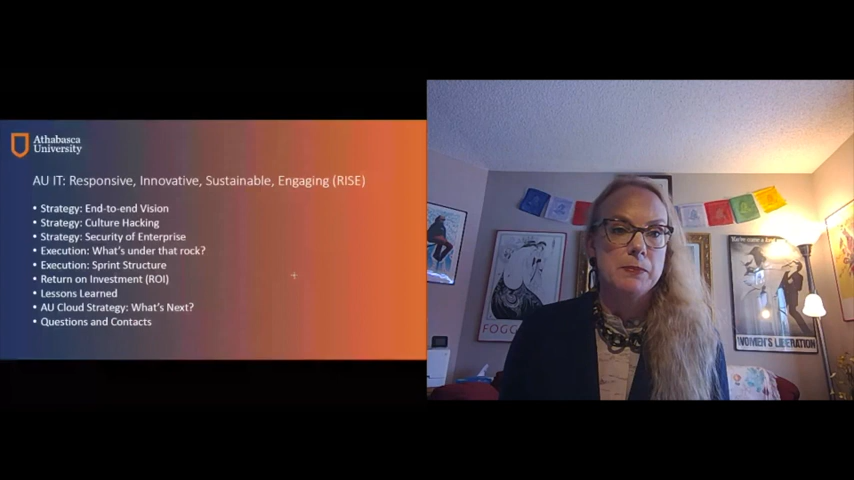 Athabasca
University
AU IT: Responsive, Innovative, Sustainable, Engaging (RISE)
• Strategy: End-to-end Vision
• Strategy: Culture Hacking
• Strategy: Security of Enterprise
• Execution: What's under that rock?
• Execution: Sprint Structure
• Return on Investment (ROI)
• Lessons Learned
• AU Cloud Strategy: What's Next?
• Questions and Contacts
WOMEN'S LIBERATION